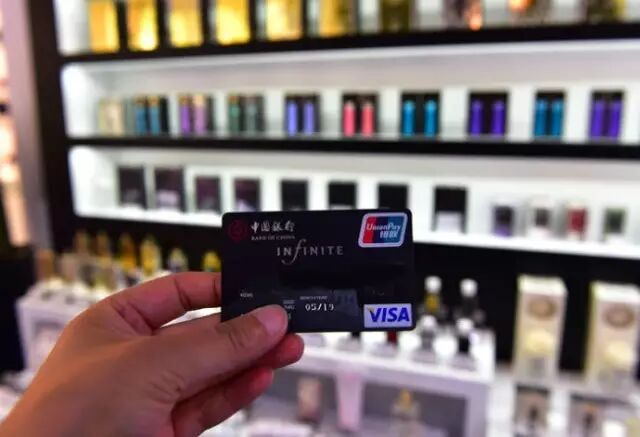 中国银行
BANK OF CHINA
INFINITE
UnionPay
银联
05/19
VISA